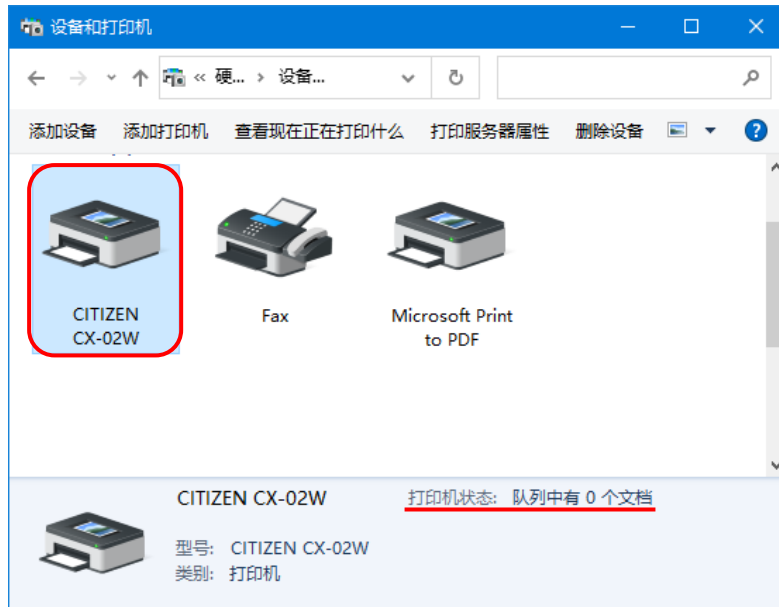 设备和打印机
« 硬... › 设备...
添加设备 添加打印机 查看现在正在打印什么 打印服务器属性 删除设备
CITIZEN
CX-02W
Fax
Microsoft Print
to PDF
CITIZEN CX-02W 打印机状态: 队列中有 0 个文档
型号: CITIZEN CX-02W
类别: 打印机